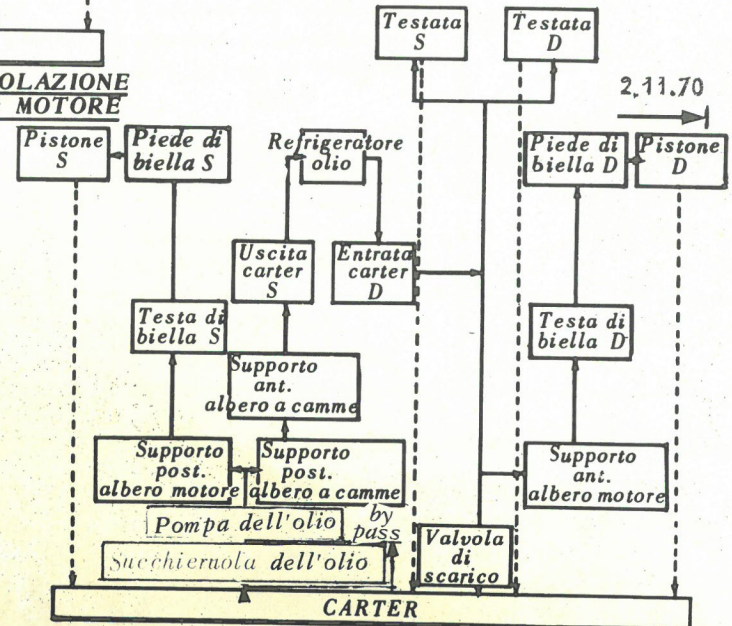 Testata
S
Testata
D
OLAZIONE
MOTORE
2.11.70
Pistone
S
Piede di
biella S
Refrigeratore
olio
Piede di
biella D
Pistone
D
Uscita
carter
S
Entrata
carter
D
Testa di
biella S
Testa di
biella D
Supporto
ant.
albero a camme
Supporto
post.
albero motore
Supporto
post.
albero a camme
Supporto
ant.
albero motore
Pompa dell'olio
by
pass
Valvola
di
scarico
Succhieruola dell'olio
CARTER